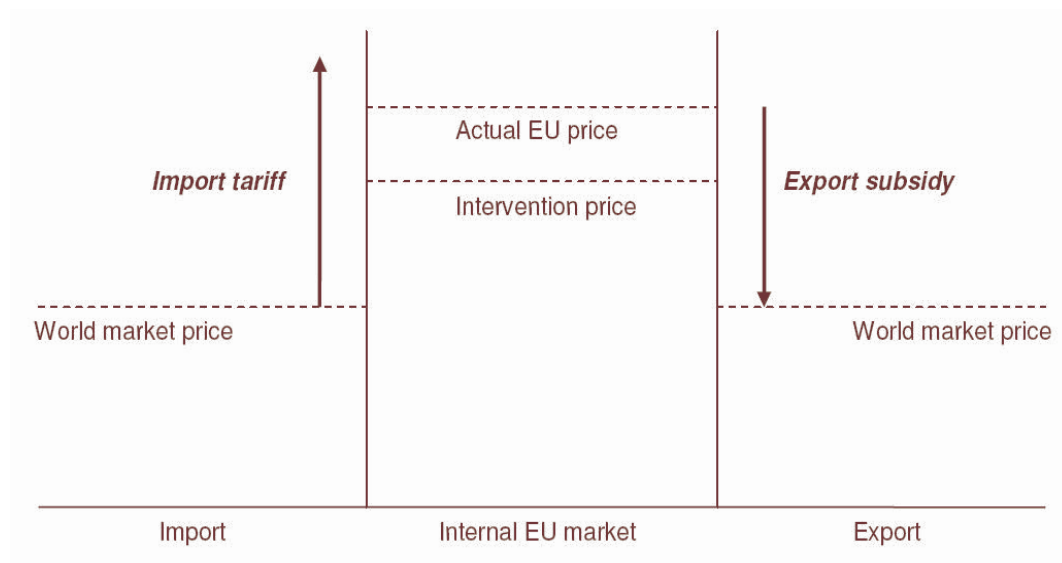 Actual EU price
Import tariff
Export subsidy
Intervention price
World market price
World market price
Import
Internal EU market
Export